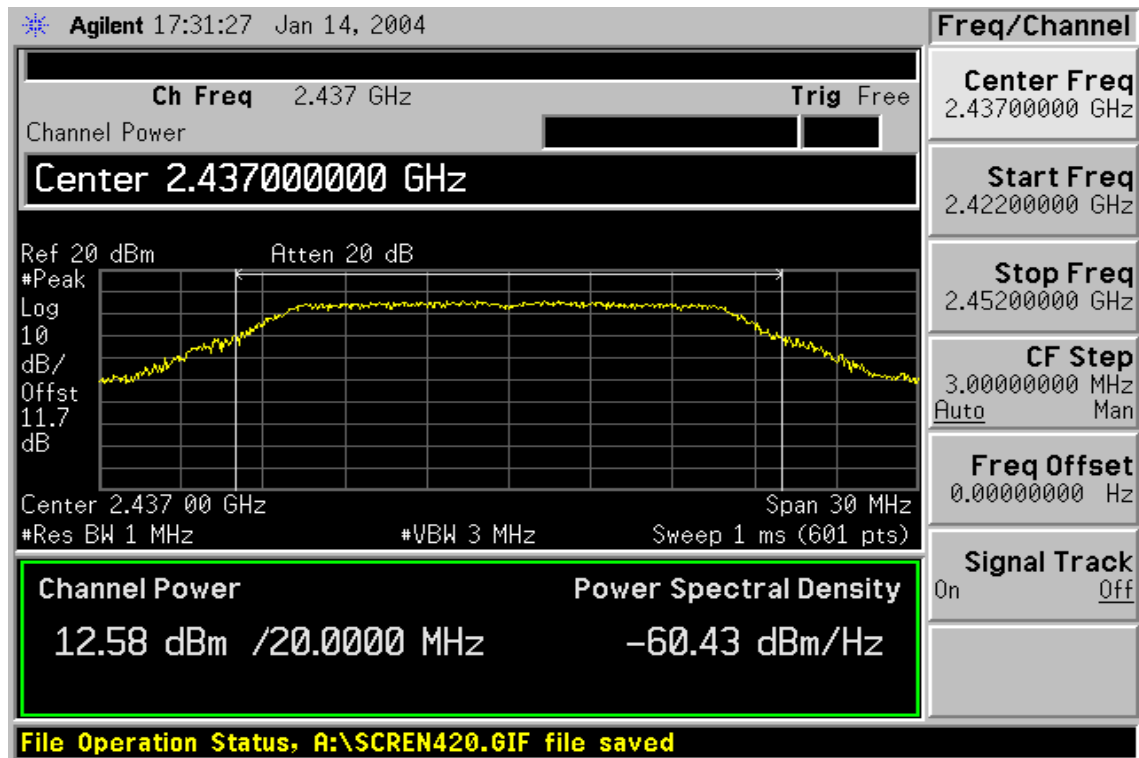 Agilent 17:31:27 Jan 14, 2004
Freq/Channel
Ch Freq 2.437 GHz Trig Free
Channel Power
Center 2.437000000 GHz
Ref 20 dBm Atten 20 dB
#Peak
Log
10
dB/
Offst
11.7
dB
Center 2.437 00 GHz Span 30 MHz
#Res BW 1 MHz #VBW 3 MHz Sweep 1 ms (601 pts)
Channel Power Power Spectral Density
12.58 dBm /20.0000 MHz -60.43 dBm/Hz
File Operation Status, A:\SCREN420.GIF file saved
Center Freq
2.43700000 GHz
Start Freq
2.42200000 GHz
Stop Freq
2.45200000 GHz
CF Step
3.00000000 MHz
Auto Man
Freq Offset
0.00000000 Hz
Signal Track
On Off